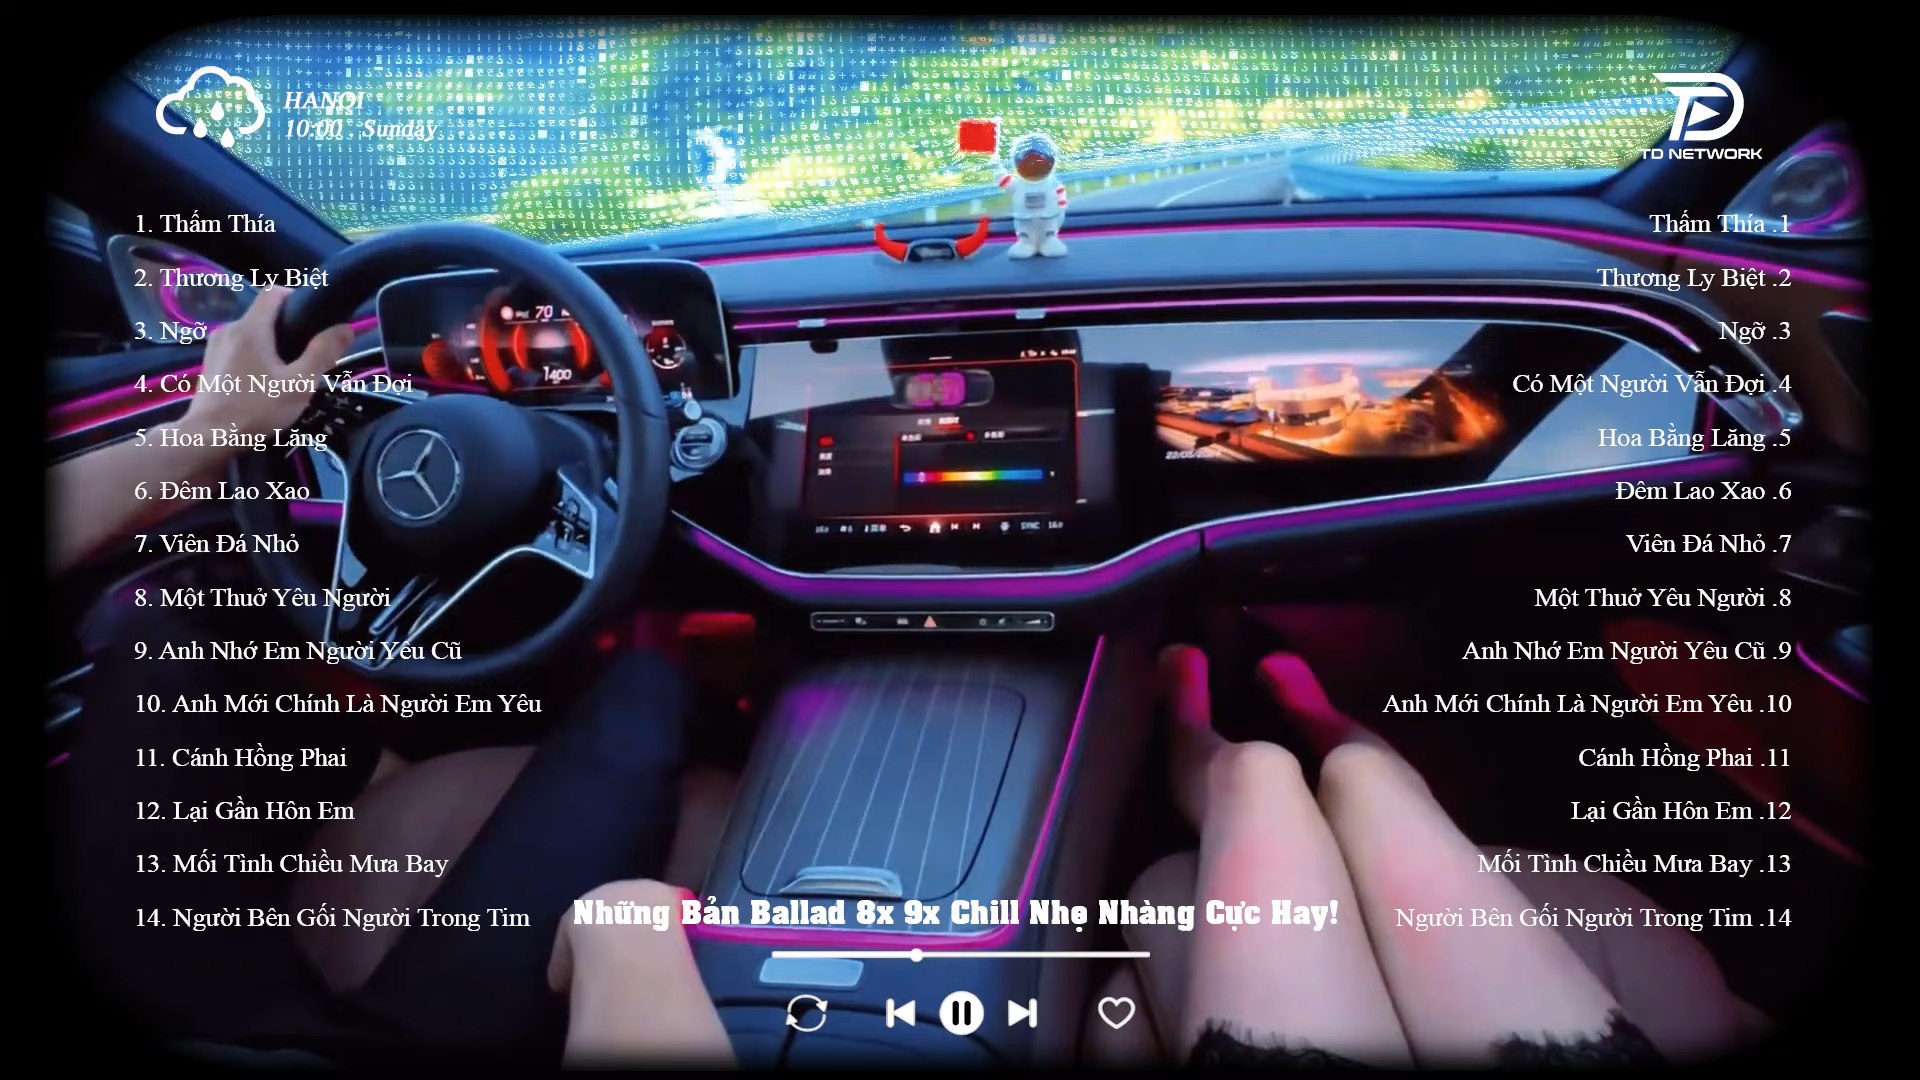 HANOI
10:00 - Sunday
TD NETWORK
1. Thấm Thía
2. Thương Ly Biệt
3. Ngỡ
4. Có Một Người Vẫn Đợi
5. Hoa Bằng Lăng
6. Đêm Lao Xao
7. Viên Đá Nhỏ
8. Một Thuở Yêu Người
9. Anh Nhớ Em Người Yêu Cũ
10. Anh Mới Chính Là Người Em Yêu
11. Cánh Hồng Phai
12. Lại Gần Hôn Em
13. Mối Tình Chiều Mưa Bay
14. Người Bên Gối Người Trong Tim
Thấm Thía .1
Thương Ly Biệt .2
Ngỡ .3
Có Một Người Vẫn Đợi .4
Hoa Bằng Lăng .5
Đêm Lao Xao .6
Viên Đá Nhỏ .7
Một Thuở Yêu Người .8
Anh Nhớ Em Người Yêu Cũ .9
Anh Mới Chính Là Người Em Yêu .10
Cánh Hồng Phai .11
Lại Gần Hôn Em .12
Mối Tình Chiều Mưa Bay .13
Người Bên Gối Người Trong Tim .14
70
1400
SYNC
Những Bản Ballad 8x 9x Chill Nhẹ Nhàng Cực Hay!